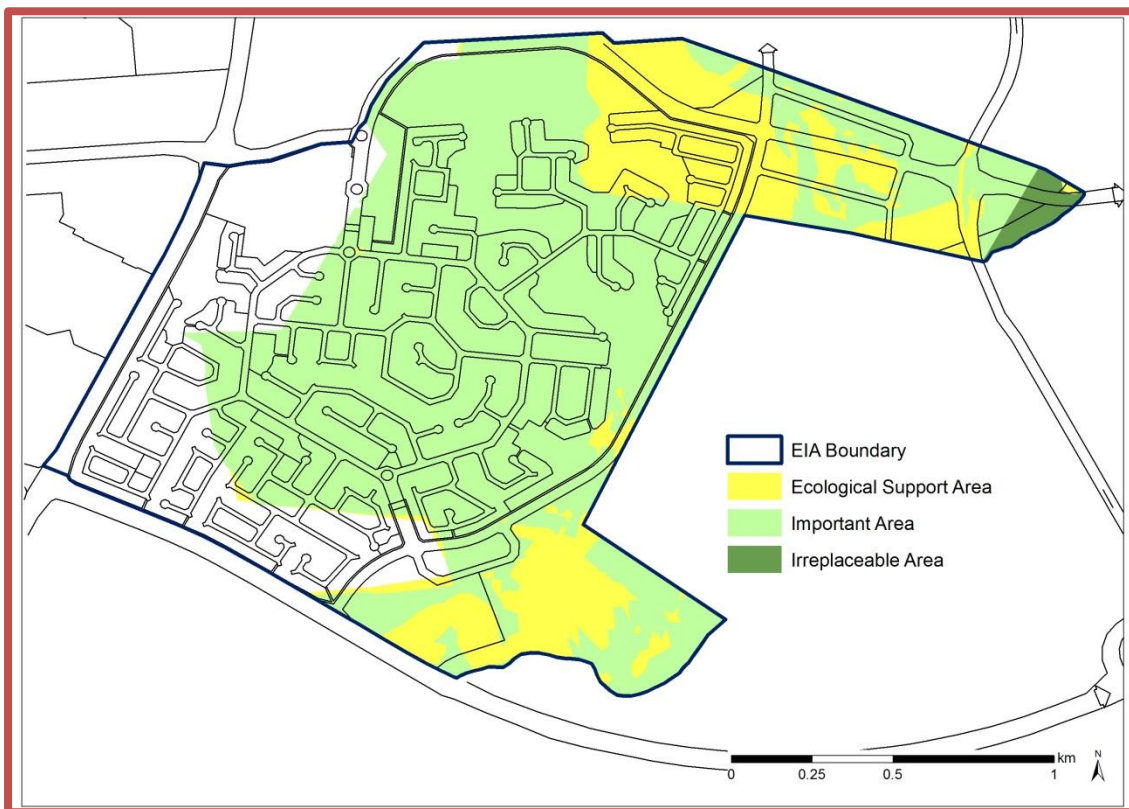 EIA Boundary
Ecological Support Area
Important Area
Irreplaceable Area
km
N
0 0.25 0.5 1